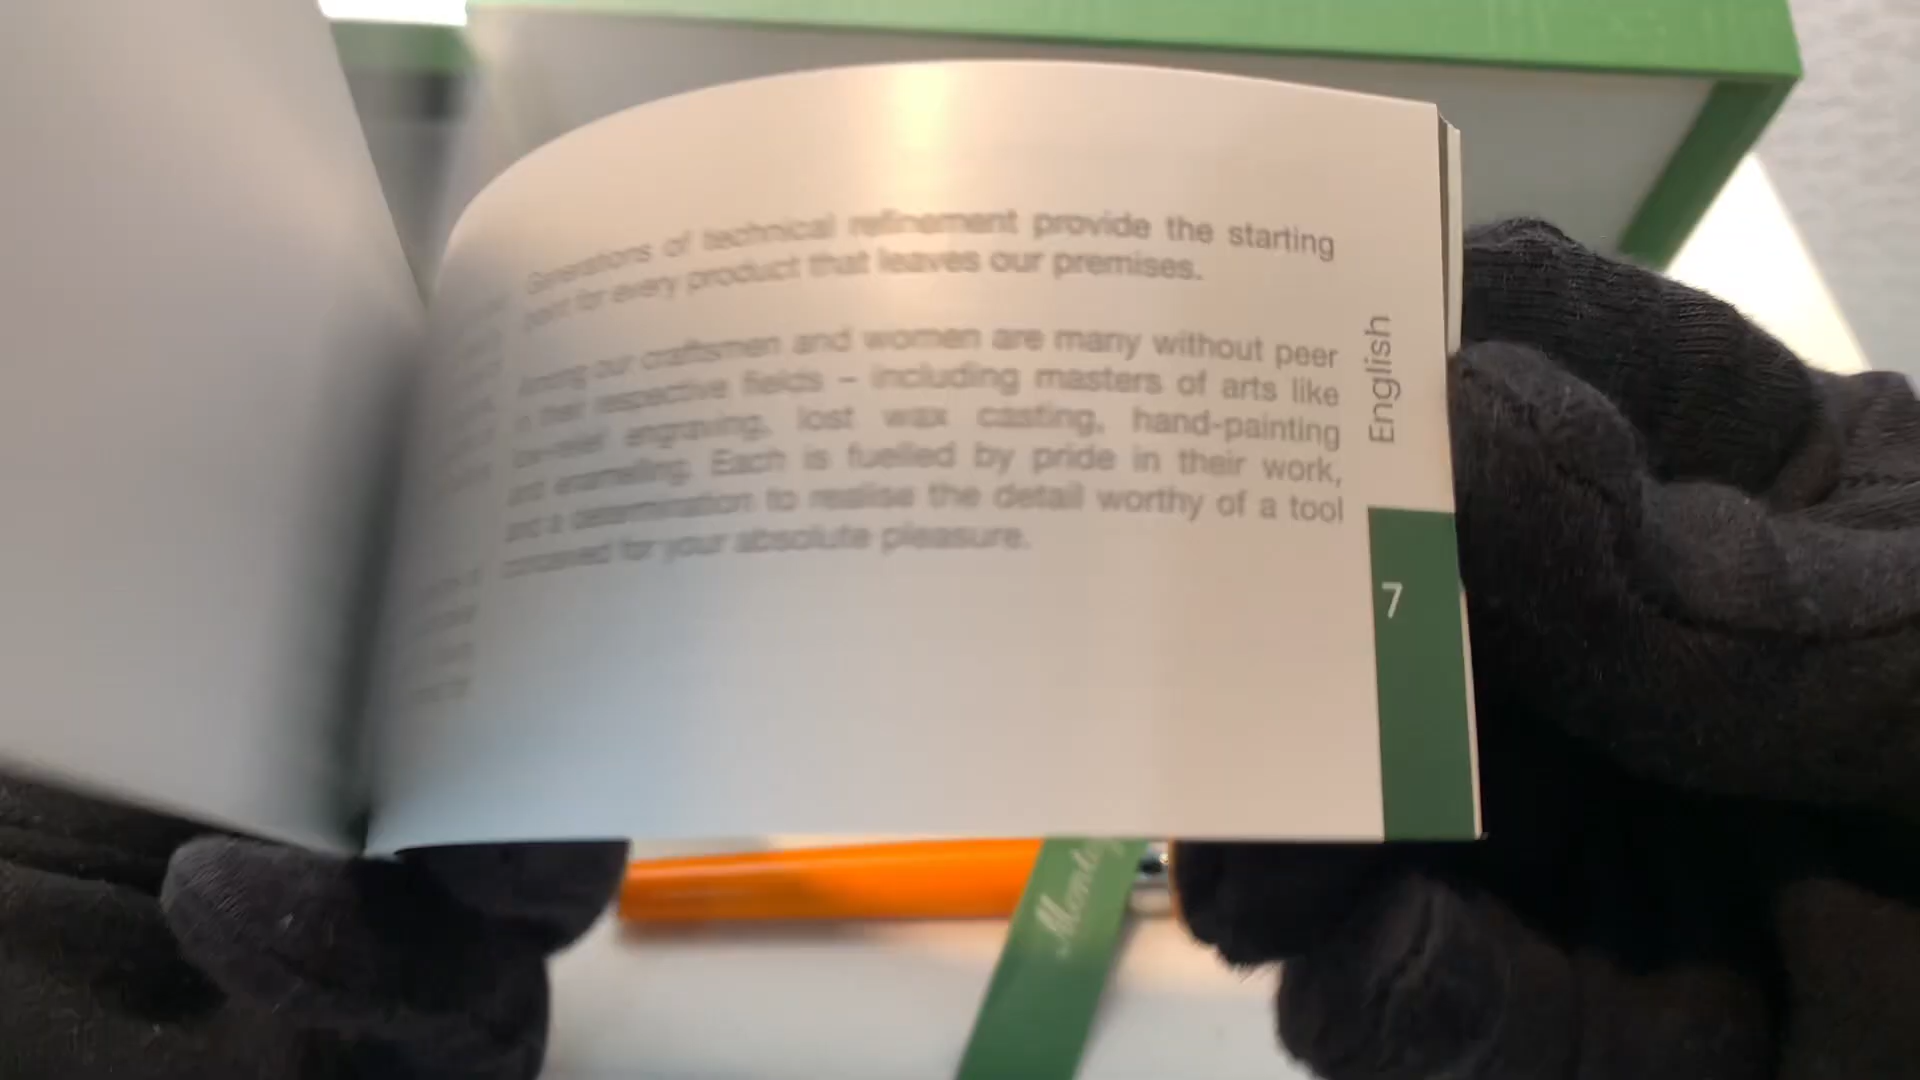 Generations of technical refinement provide the starting
point for every product that leaves our premises.
Among our craftsmen and women are many without peer
in their respective fields – including masters of arts like
engraving, lost wax casting, hand-painting
and enamelling. Each is fuelled by pride in their work,
and a determination to realise the detail worthy of a tool
conceived for your absolute pleasure.
English
7